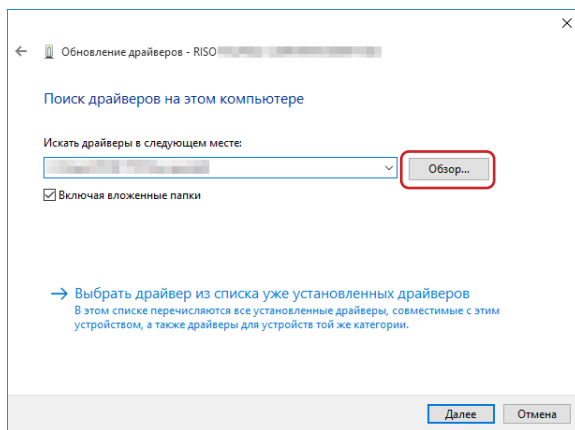 Обновление драйверов - RISO
Поиск драйверов на этом компьютере
Искать драйверы в следующем месте:
Обзор...
Включая вложенные папки
Выбрать драйвер из списка уже установленных драйверов
В этом списке перечисляются все установленные драйверы, совместимые с этим
устройством, а также драйверы для устройств той же категории.
Далее
Отмена